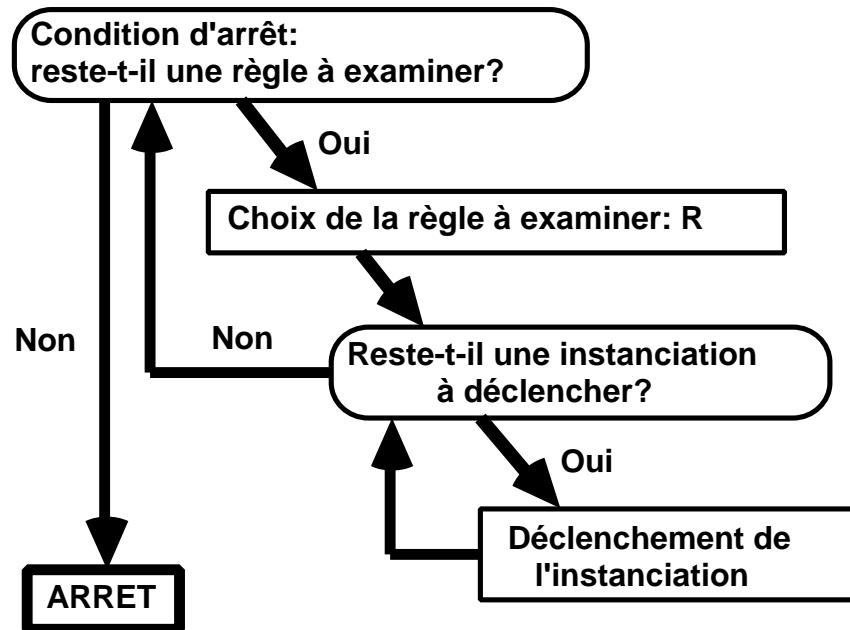 Condition d'arrêt:
reste-t-il une règle à examiner?
Oui
Choix de la règle à examiner: R
Non
Non
Reste-t-il une instanciation
à déclencher?
Oui
Déclenchement de
l'instanciation
ARRET